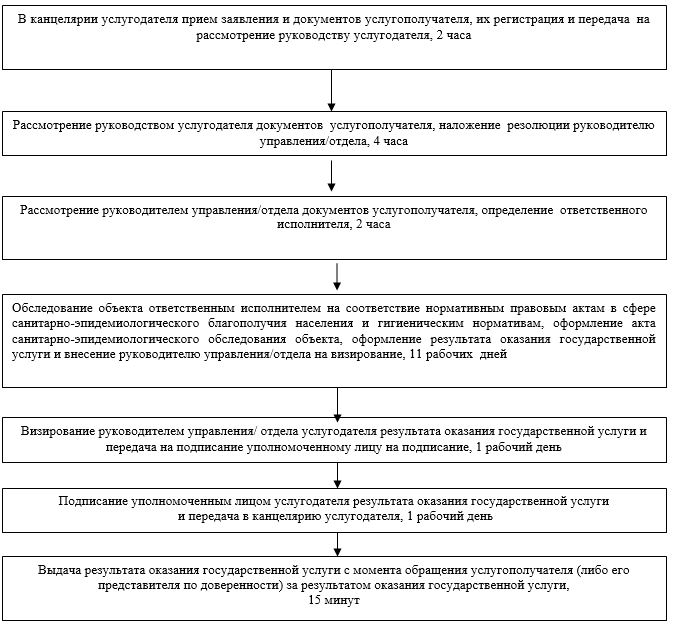 В канцелярии услугодателя прием заявления и документов услугополучателя, их регистрация и передача на
рассмотрение руководству услугодателя, 2 часа
Рассмотрение руководством услугодателя документов услугополучателя, наложение резолюции руководителю
управления/отдела, 4 часа
Рассмотрение руководителем управления/отдела документов услугополучателя, определение ответственного
исполнителя, 2 часа
Обследование объекта ответственным исполнителем на соответствие нормативным правовым актам в сфере
санитарно-эпидемиологического благополучия населения и гигиеническим нормативам, оформление акта
санитарно-эпидемиологического обследования объекта, оформление результата оказания государственной
услуги и внесение руководителю управления/отдела на визирование, 11 рабочих дней
Визирование руководителем управления/ отдела услугодателя результата оказания государственной услуги и
передача на подписание уполномоченному лицу на подписание, 1 рабочий день
Подписание уполномоченным лицом услугодателя результата оказания государственной услуги
и передача в канцелярию услугодателя, 1 рабочий день
Выдача результата оказания государственной услуги с момента обращения услугополучателя (либо его
представителя по доверенности) за результатом оказания государственной услуги,
15 минут